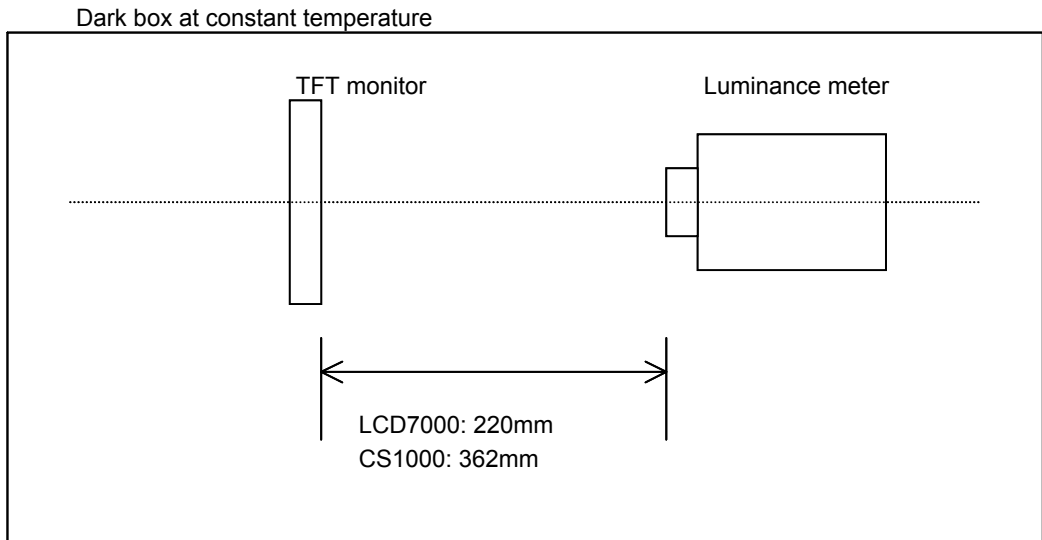 Dark box at constant temperature
TFT monitor
Luminance meter
LCD7000: 220mm
CS1000: 362mm